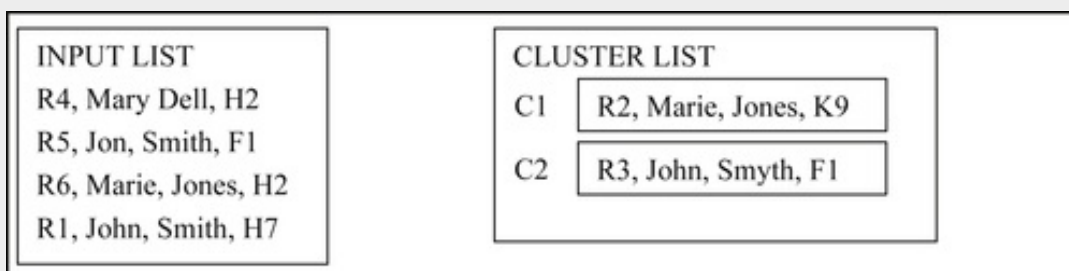 INPUT LIST
R4, Mary Dell, H2
R5, Jon, Smith, F1
R6, Marie, Jones, H2
R1, John, Smith, H7
CLUSTER LIST
C1 R2, Marie, Jones, K9
C2 R3, John, Smyth, F1